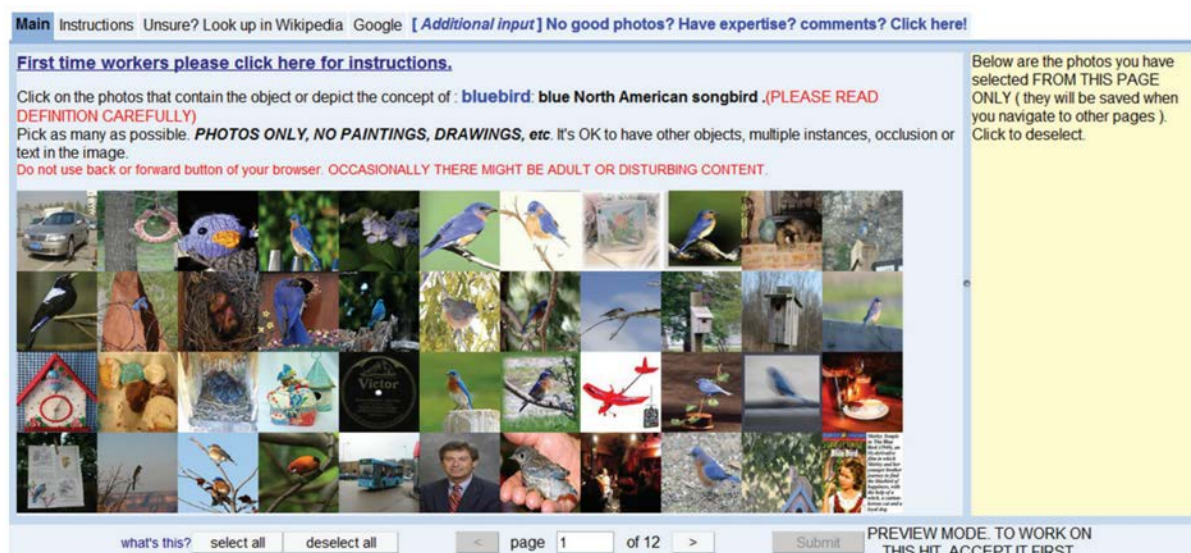 Main Instructions Unsure? Look up in Wikipedia Google [ Additional input ] No good photos? Have expertise? comments? Click here!
First time workers please click here for instructions.
Click on the photos that contain the object or depict the concept of : bluebird: blue North American songbird .(PLEASE READ
DEFINITION CAREFULLY)
Pick as many as possible. PHOTOS ONLY, NO PAINTINGS, DRAWINGS, etc. It's OK to have other objects, multiple instances, occlusion or
text in the image.
Do not use back or forward button of your browser. OCCASIONALLY THERE MIGHT BE ADULT OR DISTURBING CONTENT.
Below are the photos you have
selected FROM THIS PAGE
ONLY ( they will be saved when
you navigate to other pages ).
Click to deselect.
Victor
Blue Bird
what's this? select all deselect all < page 1 of 12 > Submit
PREVIEW MODE. TO WORK ON
THIS HIT, ACCEPT IT FIRST